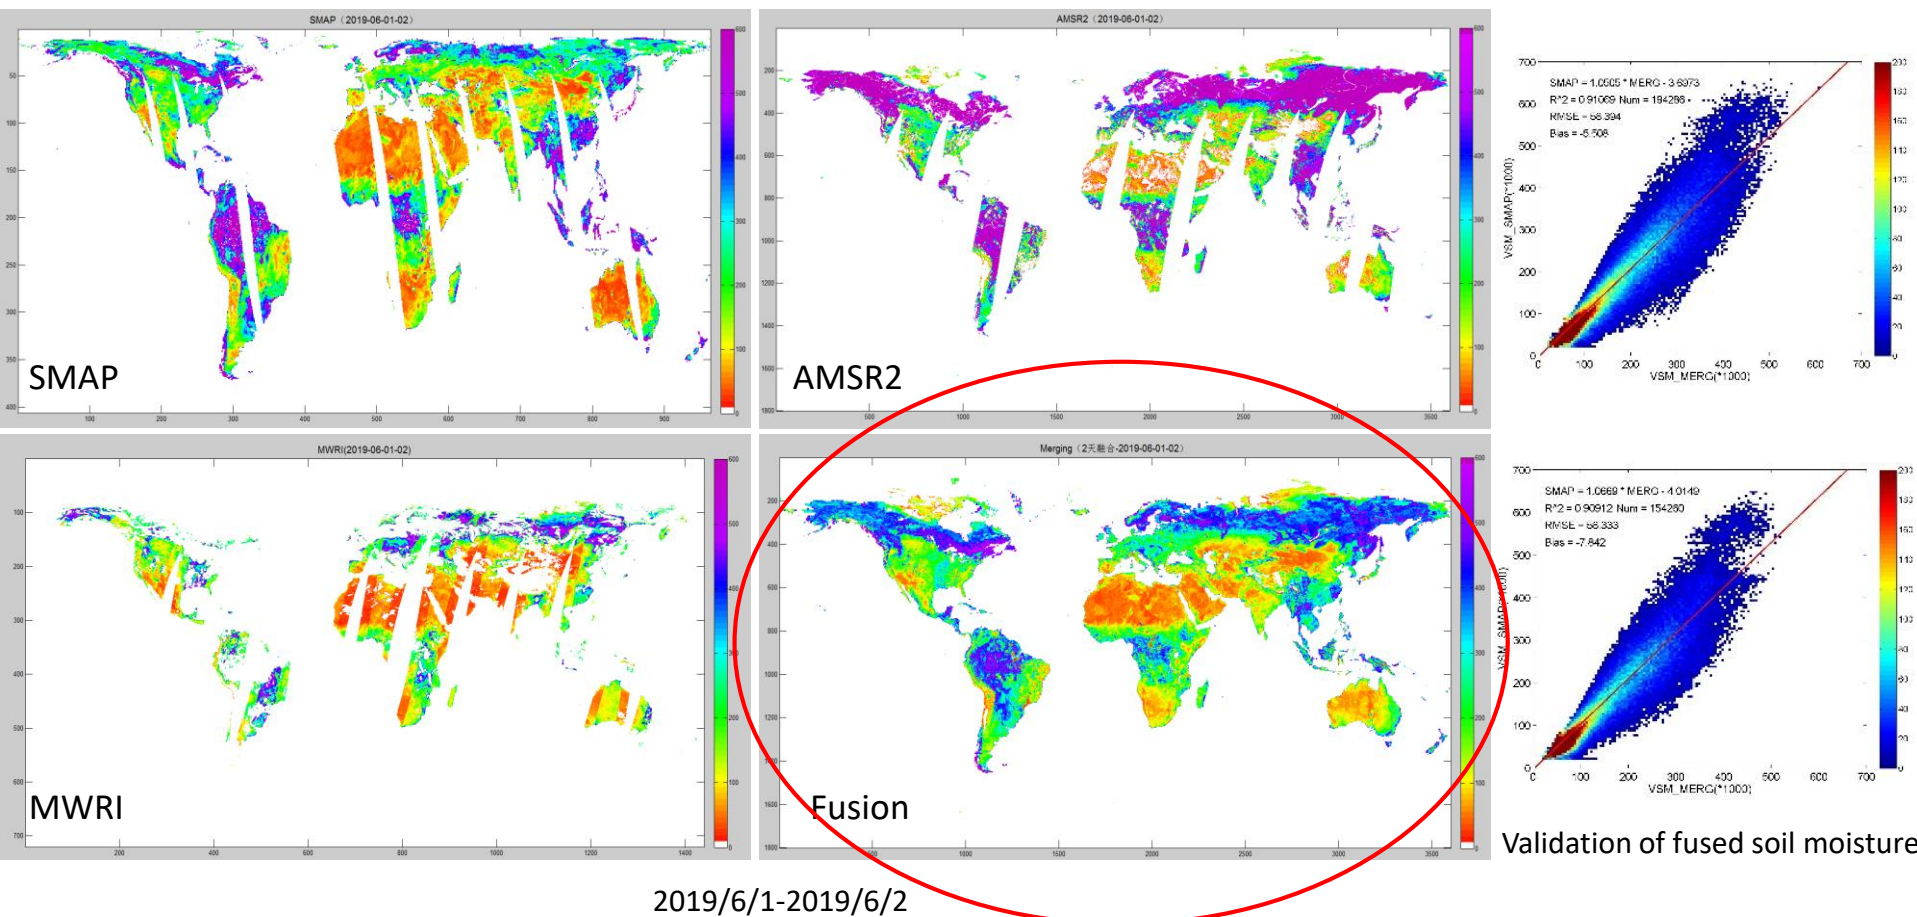 SMAP（2019-06-01-02）
SMAP
AMSR2（2019-06-01-02）
AMSR2
SMAP = 1.0505 * MERG - 3.6973
R^2 = 0.91069 Num = 194286
RMSE = 58.394
Bias = -5.508
VSM_SMAP(*1000)
VSM_MERG(*1000)
MWRI(2019-06-01-02)
MWRI
Merging（2天融合-2019-06-01-02）
Fusion
SMAP = 1.0669 * MERG - 4.0149
R^2 = 0.90912 Num = 154260
RMSE = 58.333
Bias = -7.842
VSM_SMAP(*1000)
VSM_MERG(*1000)
Validation of fused soil moisture
2019/6/1-2019/6/2